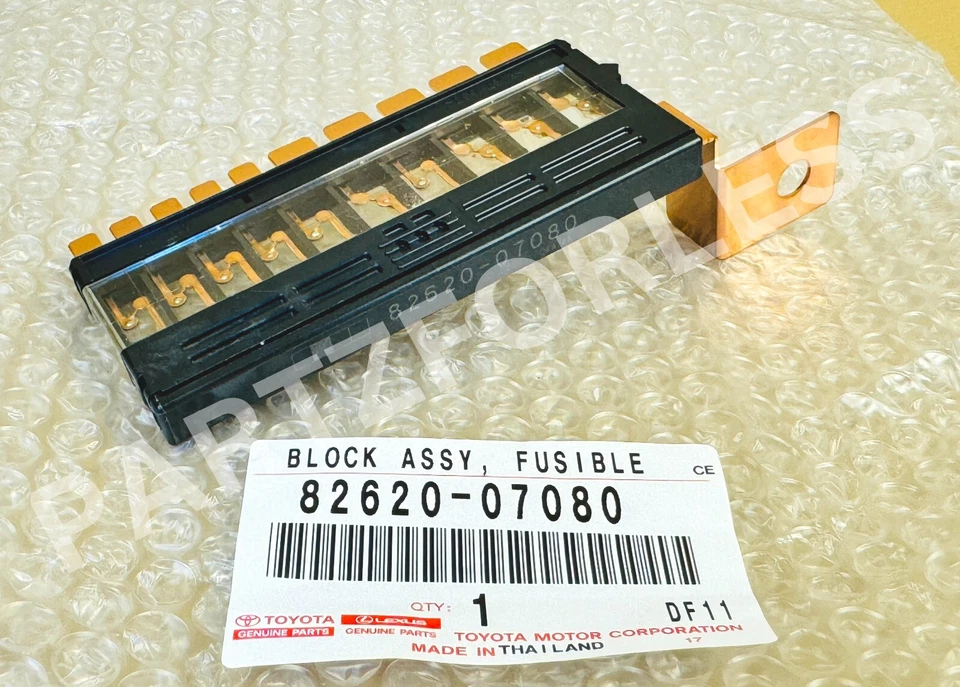 82620-07080
PARTZFORLESS
BLOCK ASSY, FUSIBLE
CE
82620-07080
QTY: 1
DF11
TOYOTA
GENUINE PARTS
LEXUS
GENUINE PARTS
TOYOTA MOTOR CORPORATION
17
MADE IN THAILAND